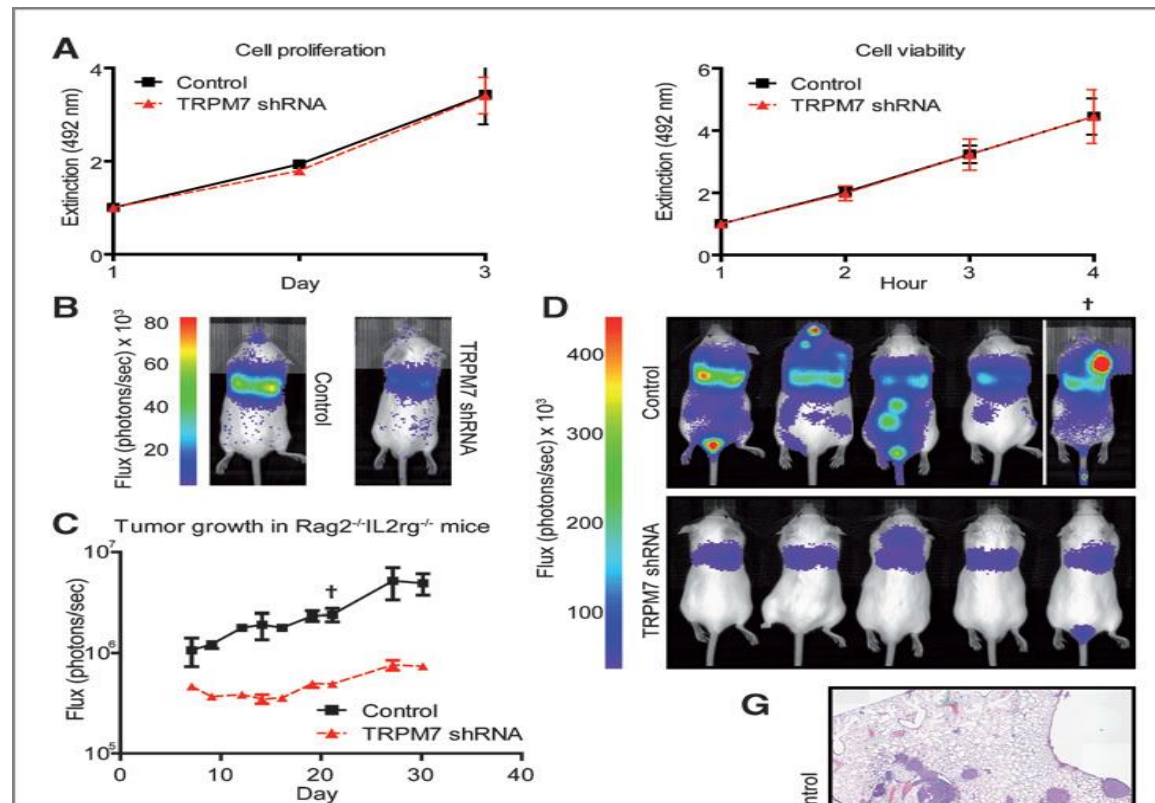 A
Cell proliferation
4
2
0
Extinction (492 nm)
Control
TRPM7 shRNA
1
3
Day
Cell viability
6
4
2
0
Extinction (492 nm)
Control
TRPM7 shRNA
1
2
3
4
Hour
B
80
60
40
20
Flux (photons/sec) x 10³
Control
TRPM7 shRNA
C
Tumor growth in Rag2⁻/⁻IL2rg⁻/⁻ mice
10⁷
10⁶
10⁵
Flux (photons/sec)
†
Control
TRPM7 shRNA
0
10
20
30
40
Day
D
†
400
300
200
100
Flux (photons/sec) x 10³
Control
TRPM7 shRNA
G